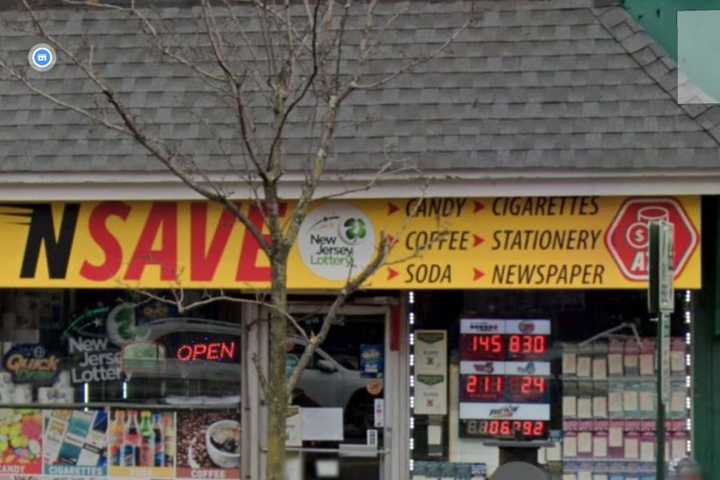 N SAVE
New
Jersey
Lottery
CANDY
CIGARETTES
COFFEE
STATIONERY
SODA
NEWSPAPER
$
New
Jersey
Lottery
Quick
OPEN
145 830
211 24
CANDY
CIGARETTES
COFFEE